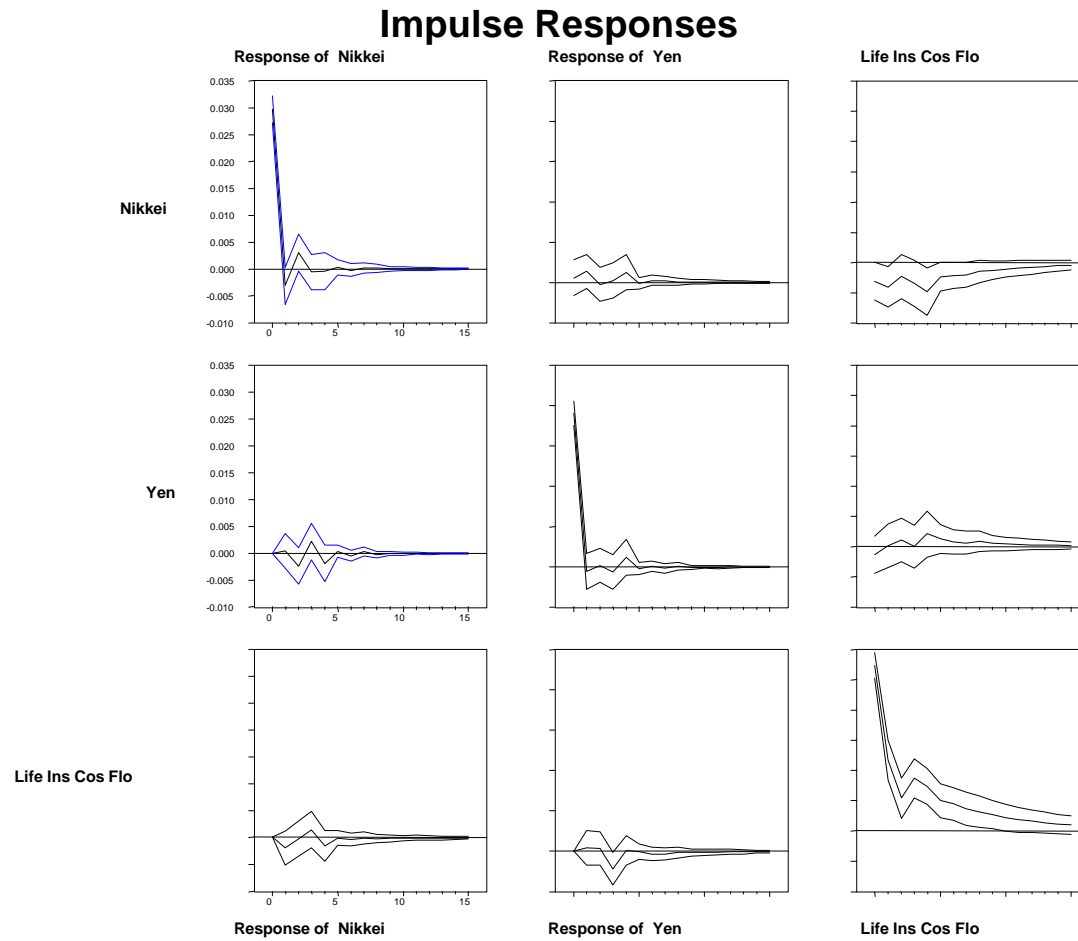 Impulse Responses
Response of Nikkei Response of Yen Life Ins Cos Flo
0.035
0.030
0.025
0.020
0.015
Nikkei
0.010
0.005
0.000
-0.005
-0.010
0 5 10 15
0.035
0.030
0.025
0.020
0.015
Yen
0.010
0.005
0.000
-0.005
-0.010
0 5 10 15
Life Ins Cos Flo
0 5 10 15
Response of Nikkei Response of Yen Life Ins Cos Flo